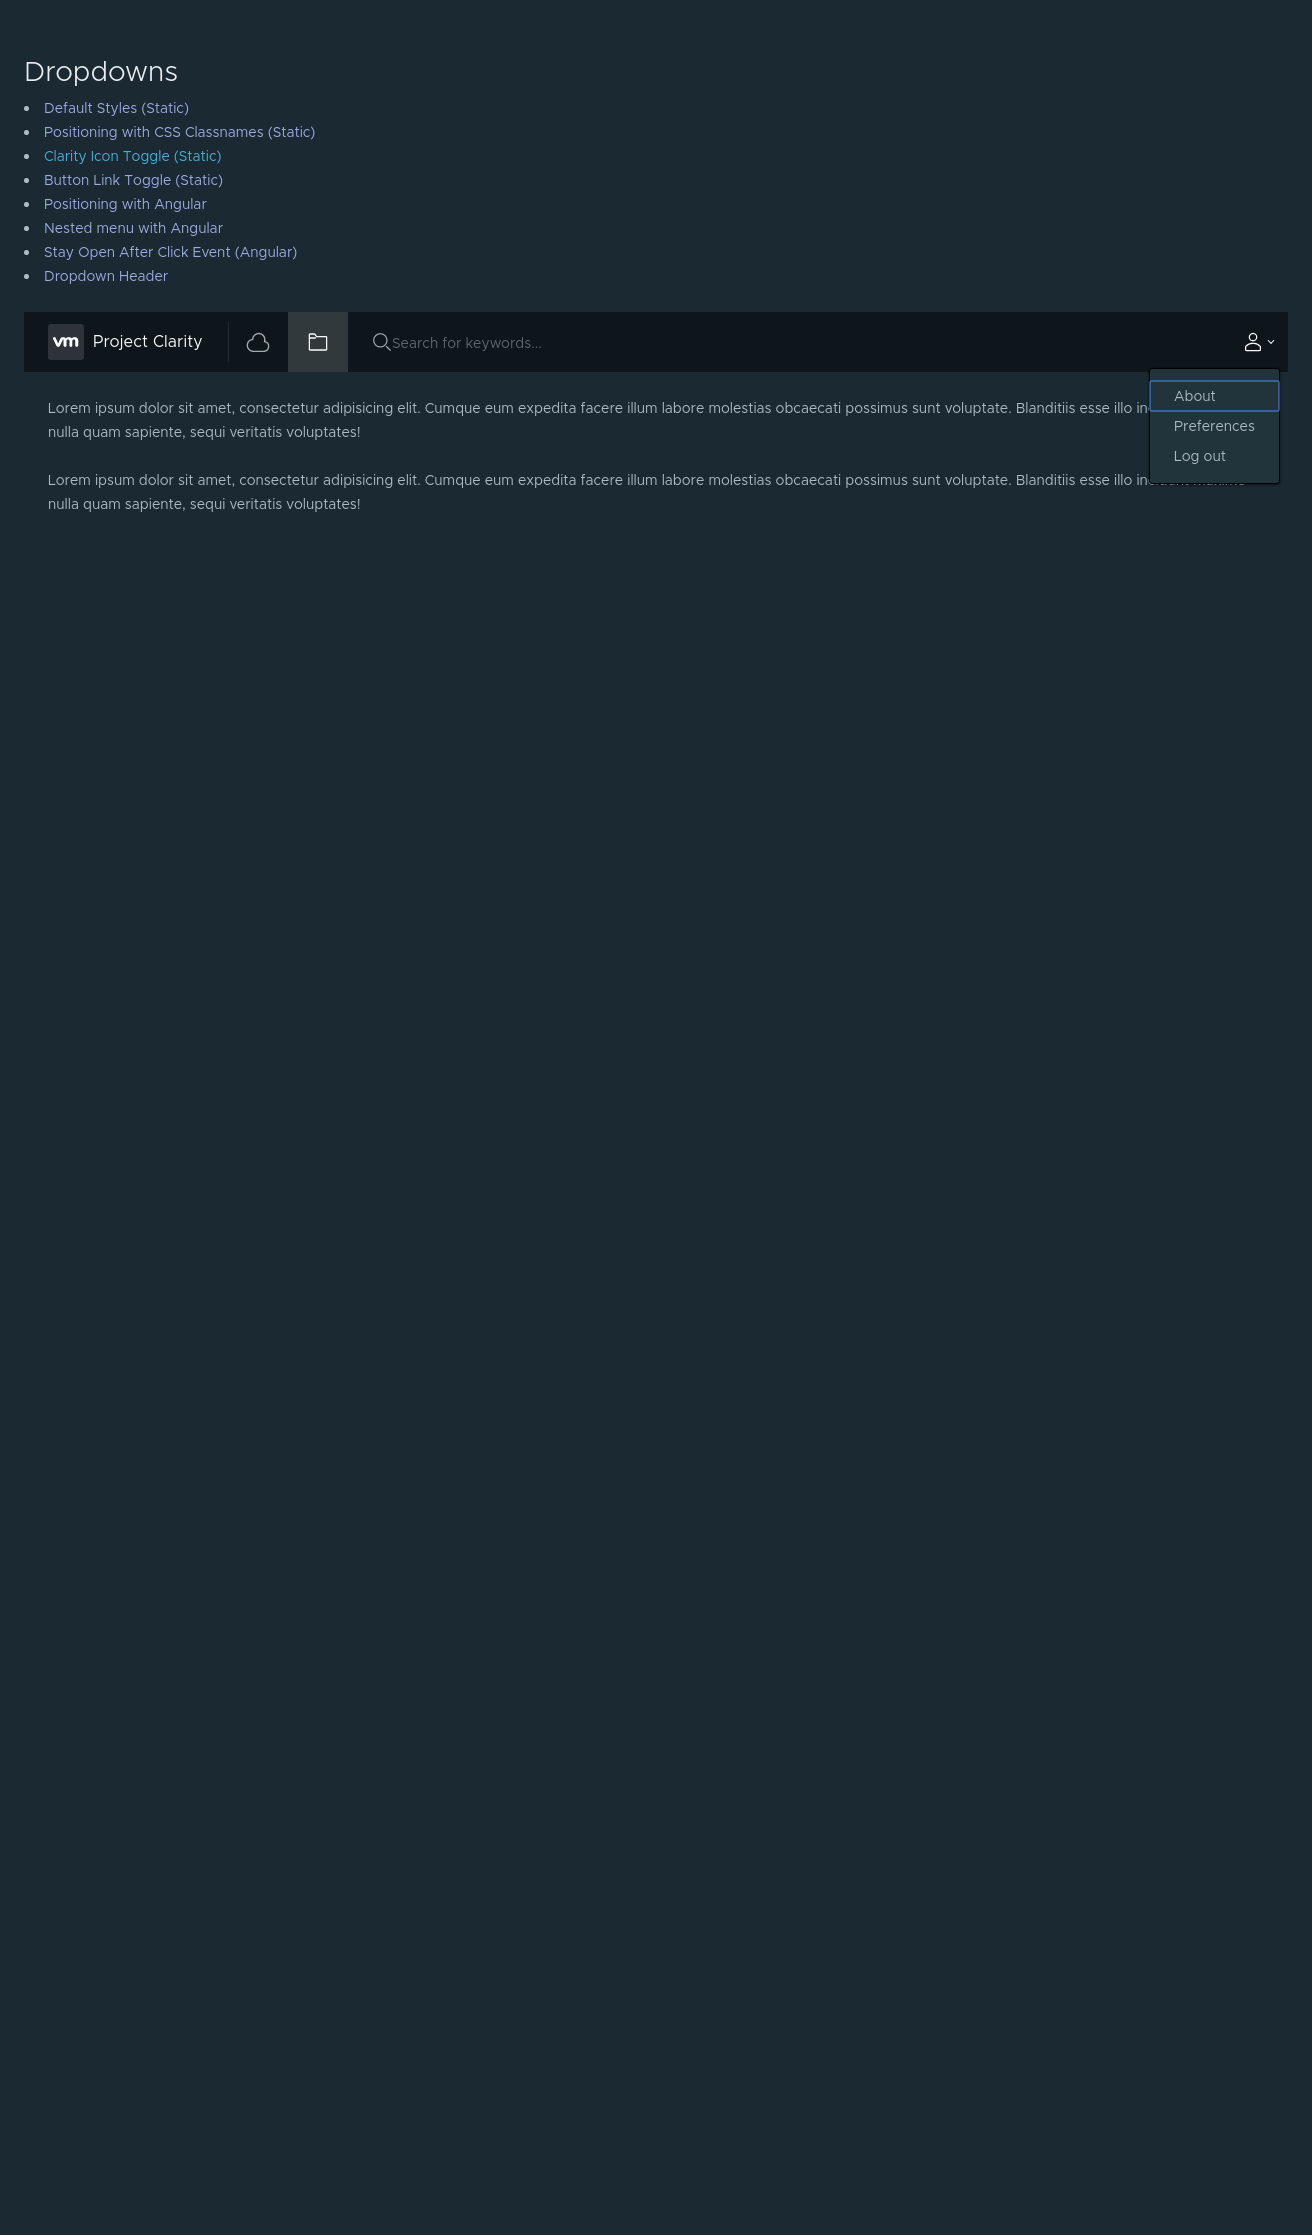 Dropdowns
Default Styles (Static)
Positioning with CSS Classnames (Static)
Clarity Icon Toggle (Static)
Button Link Toggle (Static)
Positioning with Angular
Nested menu with Angular
Stay Open After Click Event (Angular)
Dropdown Header
vm Project Clarity Search for keywords...
About
Preferences
Log out
Lorem ipsum dolor sit amet, consectetur adipisicing elit. Cumque eum expedita facere illum labore molestias obcaecati possimus sunt voluptate. Blanditiis esse illo
nulla quam sapiente, sequi veritatis voluptates!
Lorem ipsum dolor sit amet, consectetur adipisicing elit. Cumque eum expedita facere illum labore molestias obcaecati possimus sunt voluptate. Blanditiis esse illo
nulla quam sapiente, sequi veritatis voluptates!